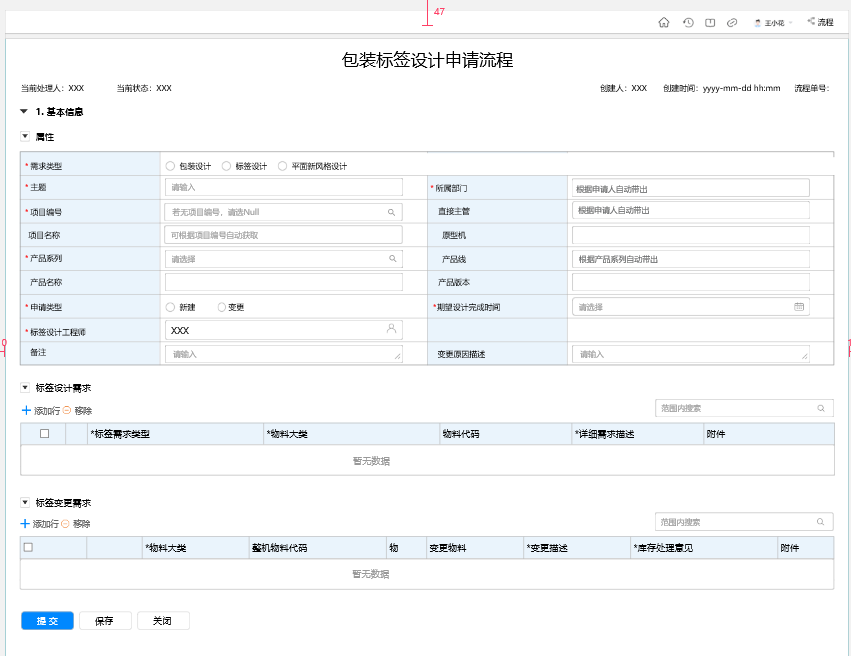 47
王小花 流程
包装标签设计申请流程
当前处理人：XXX 当前状态：XXX 创建人：XXX 创建时间：yyyy-mm-dd hh:mm 流程单号:
1. 基本信息
属性
*需求类型 包装设计 标签设计 平面新风格设计
*主题 请输入 *所属部门 根据申请人自动带出
*项目编号 若无项目编号，请选Null 直接主管 根据申请人自动带出
项目名称 可根据项目编号自动获取 原型机
*产品系列 请选择 产品线 根据产品系列自动带出
产品名称 产品版本
*申请类型 新建 变更 *期望设计完成时间 请选择
*标签设计工程师 XXX
备注 请输入 变更原因描述 请输入
0
1
标签设计需求
添加行 移除 范围内搜索
*标签需求类型 *物料大类 物料代码 *详细需求描述 附件
暂无数据
标签变更需求
添加行 移除 范围内搜索
*物料大类 整机物料代码 物 变更物料 *变更描述 *库存处理意见 附件
暂无数据
提 交 保存 关闭